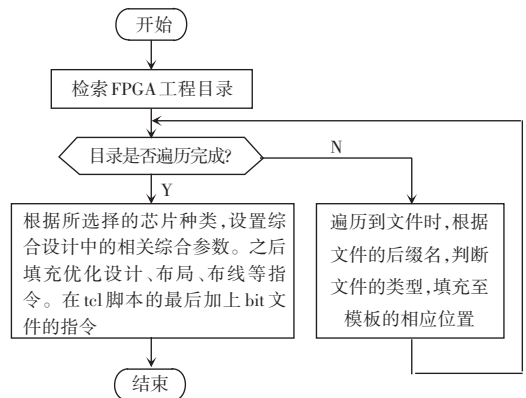 开始
检索FPGA工程目录
目录是否遍历完成?
N
Y
根据所选择的芯片种类,设置综
合设计中的相关综合参数。之后
填充优化设计、布局、布线等指
令。在tcl脚本的最后加上bit文
件的指令
遍历到文件时,根据
文件的后缀名,判断
文件的类型,填充至
模板的相应位置
结束